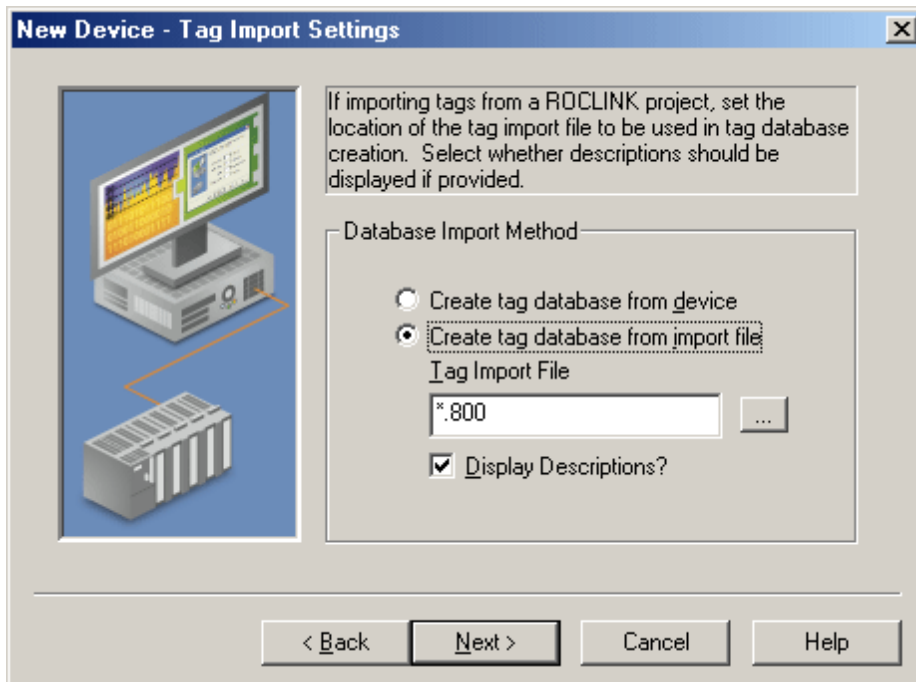 New Device - Tag Import Settings
If importing tags from a ROCLINK project, set the
location of the tag import file to be used in tag database
creation. Select whether descriptions should be
displayed if provided.
Database Import Method
Create tag database from device
Create tag database from import file
Tag Import File
*.800
...
Display Descriptions?
< Back
Next >
Cancel
Help